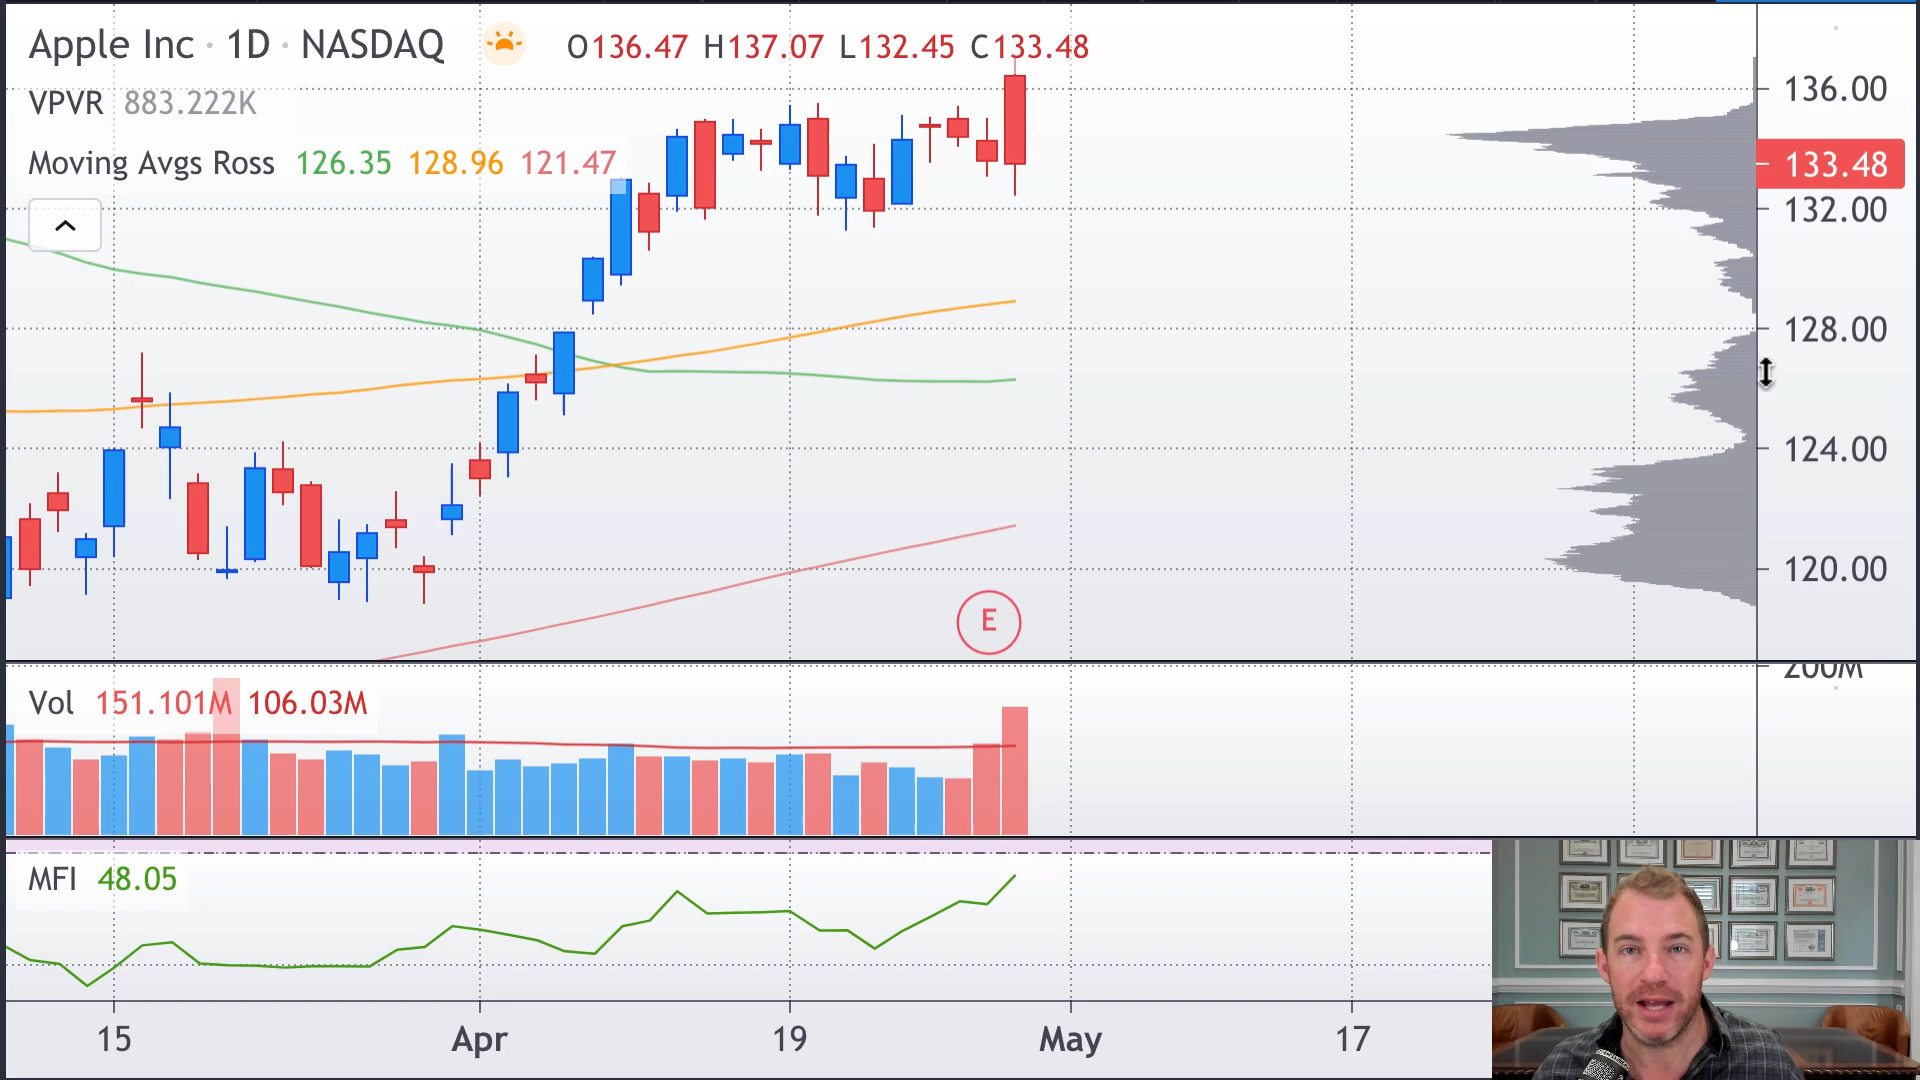 Apple Inc · 1D · NASDAQ O136.47 H137.07 L132.45 C133.48
VPVR 883.222K
Moving Avgs Ross 126.35 128.96 121.47
136.00
133.48
132.00
128.00
124.00
120.00
E
200M
Vol 151.101M 106.03M
MFI 48.05
15 Apr 19 May 17